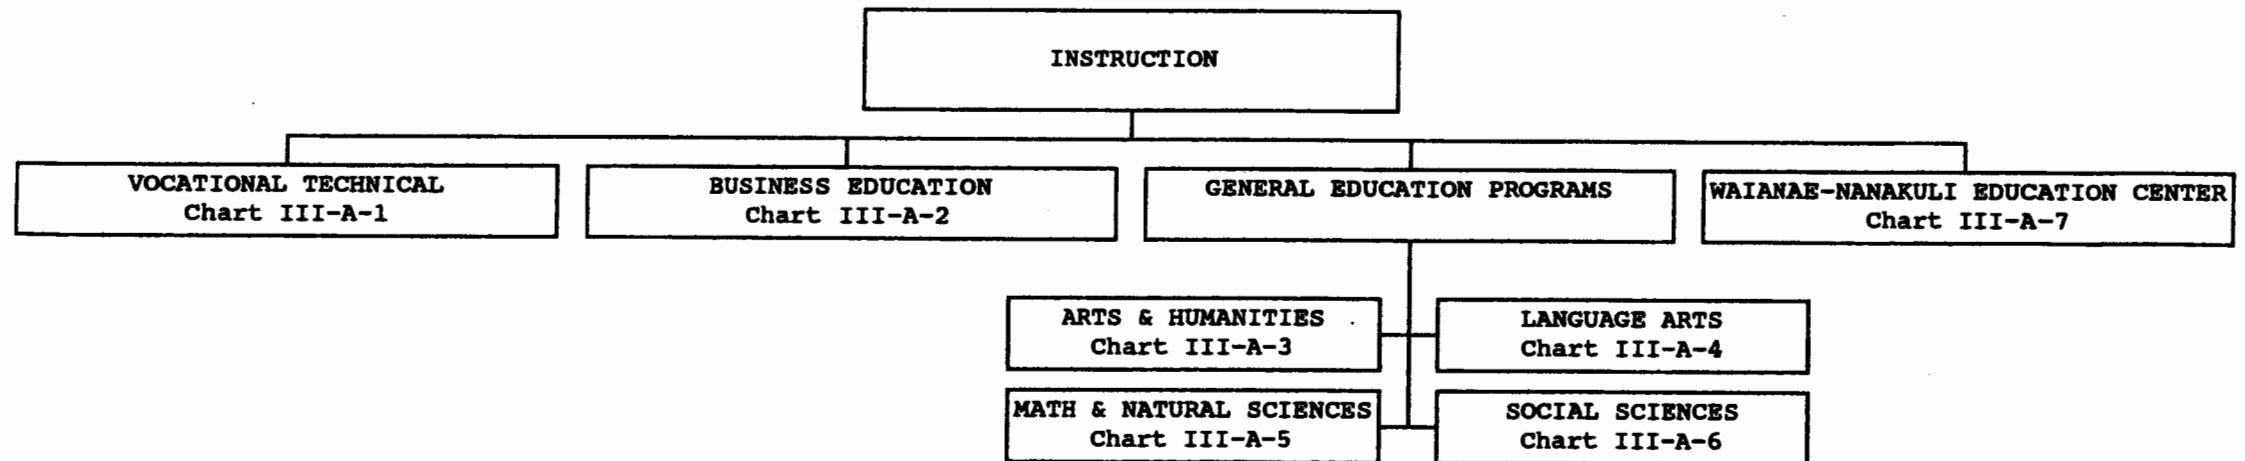 INSTRUCTION
VOCATIONAL TECHNICAL
Chart III-A-1
BUSINESS EDUCATION
Chart III-A-2
GENERAL EDUCATION PROGRAMS
WAIANAE-NANAKULI EDUCATION CENTER
Chart III-A-7
ARTS & HUMANITIES
Chart III-A-3
LANGUAGE ARTS
Chart III-A-4
MATH & NATURAL SCIENCES
Chart III-A-5
SOCIAL SCIENCES
Chart III-A-6